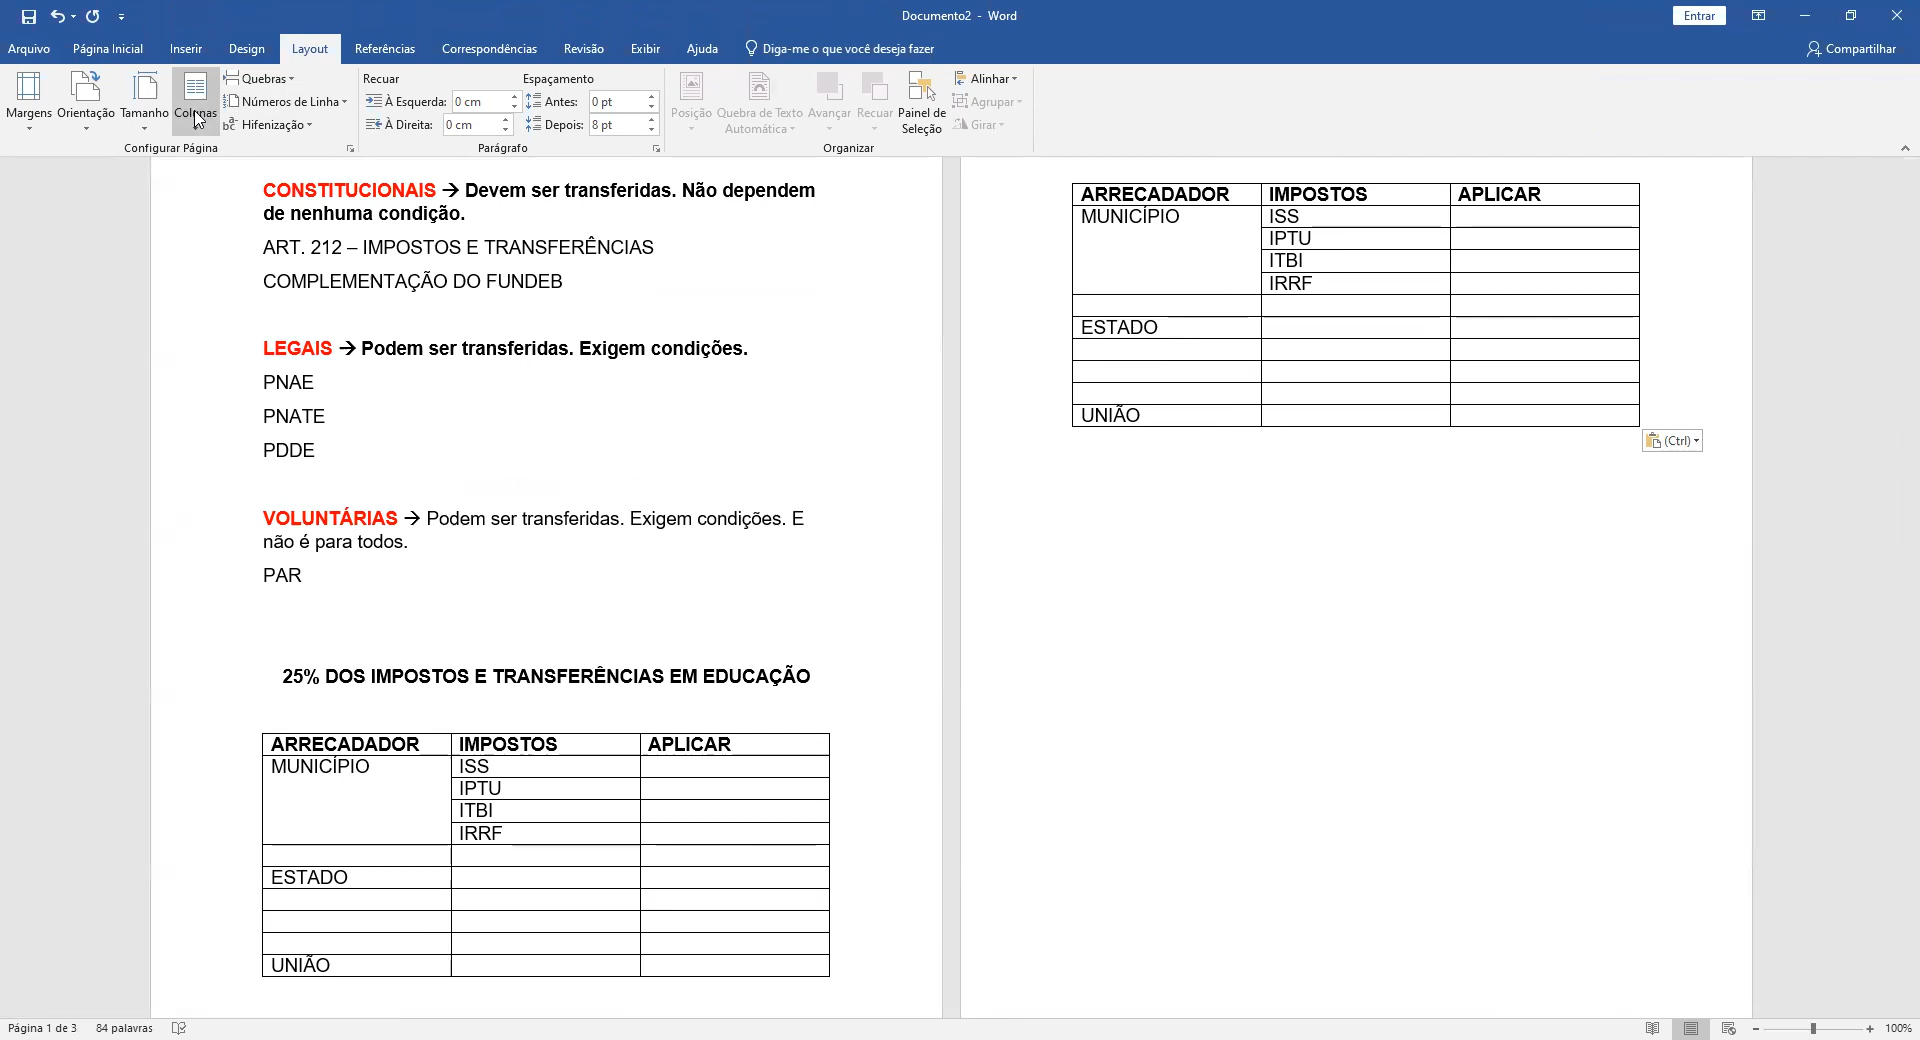 Documento2 - Word
Entrar
Arquivo Página Inicial Inserir Design Layout Referências Correspondências Revisão Exibir Ajuda Diga-me o que você deseja fazer Compartilhar
Margens Orientação Tamanho Colunas
Quebras
Números de Linha
Hifenização
Configurar Página
Recuar Espaçamento
À Esquerda: 0 cm Antes: 0 pt
À Direita: 0 cm Depois: 8 pt
Parágrafo
Posição Quebra de Texto Automática Avançar Recuar Painel de Seleção
Alinhar
Agrupar
Girar
Organizar
CONSTITUCIONAIS → Devem ser transferidas. Não dependem
de nenhuma condição.
ART. 212 – IMPOSTOS E TRANSFERÊNCIAS
COMPLEMENTAÇÃO DO FUNDEB
LEGAIS → Podem ser transferidas. Exigem condições.
PNAE
PNATE
PDDE
VOLUNTÁRIAS → Podem ser transferidas. Exigem condições. E
não é para todos.
PAR
25% DOS IMPOSTOS E TRANSFERÊNCIAS EM EDUCAÇÃO
ARRECADADOR IMPOSTOS APLICAR
MUNICÍPIO ISS
IPTU
ITBI
IRRF
ESTADO
UNIÃO
ARRECADADOR IMPOSTOS APLICAR
MUNICÍPIO ISS
IPTU
ITBI
IRRF
ESTADO
UNIÃO
(Ctrl)
Página 1 de 3 84 palavras
100%